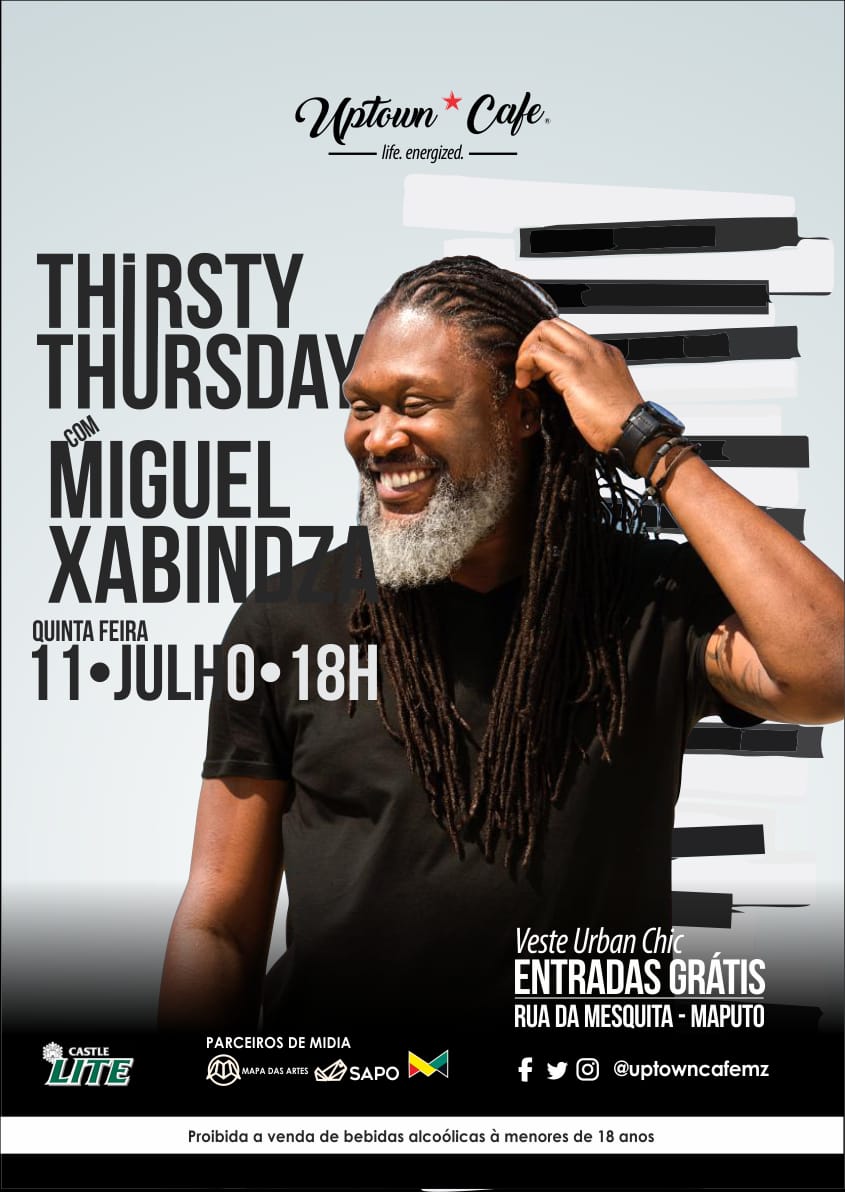 Uptown Cafe
life. energized.
THiRSTY
THURSDAY
COM
MIGUEL
XABINDZA
QUINTA FEIRA
11•JULHO•18H
Veste Urban Chic
ENTRADAS GRÁTIS
RUA DA MESQUITA - MAPUTO
CASTLE
LITE
PARCEIROS DE MIDIA
MAPA DAS ARTES
SAPO
@uptowncafemz
Proibida a venda de bebidas alcoólicas à menores de 18 anos